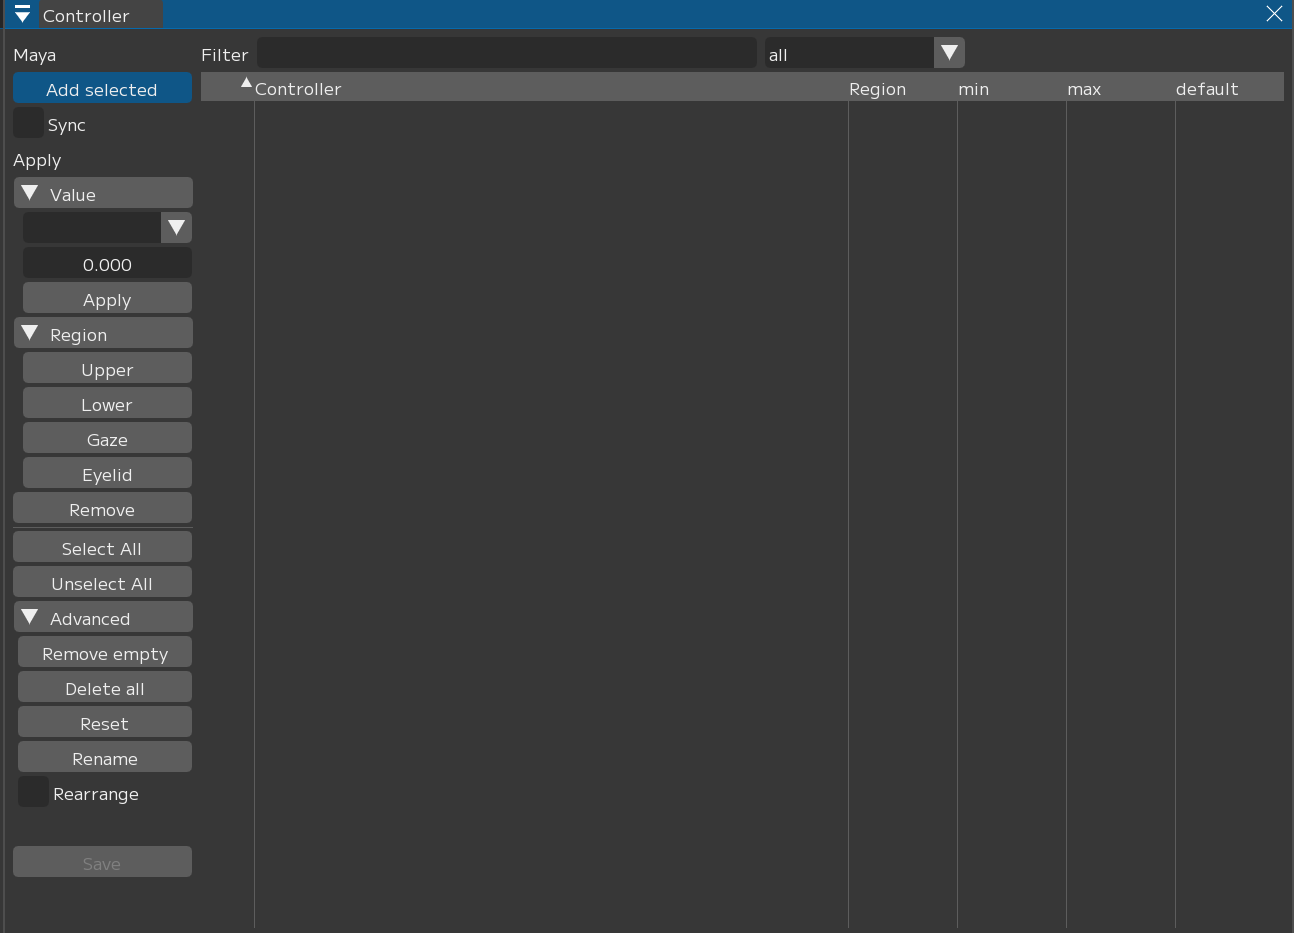 Controller
Maya
Filter
all
Add selected
Controller
Region
min
max
default
Sync
Apply
Value
0.000
Apply
Region
Upper
Lower
Gaze
Eyelid
Remove
Select All
Unselect All
Advanced
Remove empty
Delete all
Reset
Rename
Rearrange
Save